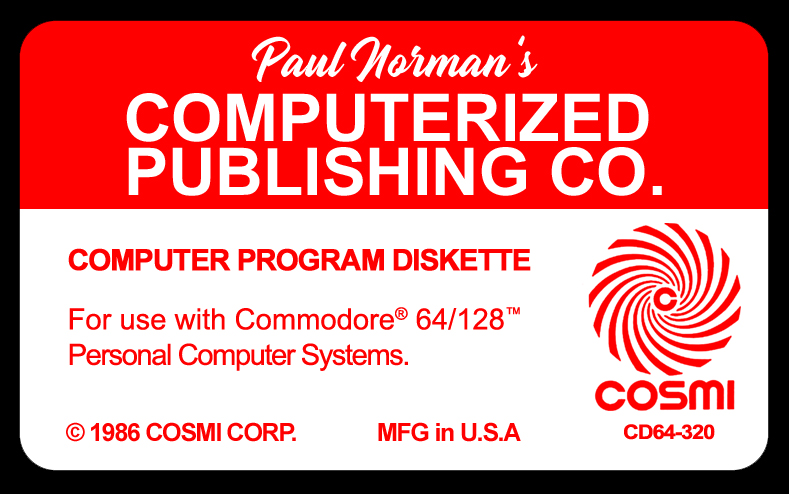 Paul Norman's
COMPUTERIZED
PUBLISHING CO.
COMPUTER PROGRAM DISKETTE
For use with Commodore® 64/128™
Personal Computer Systems.
C
COSMI
© 1986 COSMI CORP.
MFG in U.S.A
CD64-320